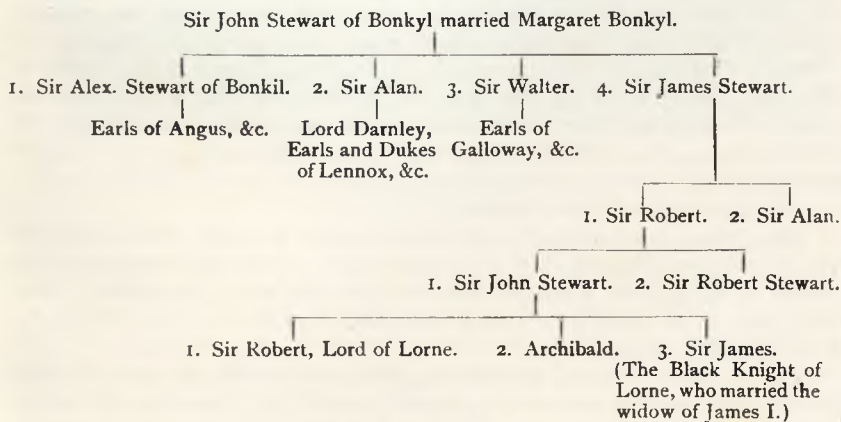 Sir John Stewart of Bonkyl married Margaret Bonkyl.
1. Sir Alex. Stewart of Bonkil. 2. Sir Alan. 3. Sir Walter. 4. Sir James Stewart.
Earls of Angus, &c. Lord Darnley, Earls of
Earls and Dukes Galloway, &c.
of Lennox, &c.
1. Sir Robert. 2. Sir Alan.
1. Sir John Stewart. 2. Sir Robert Stewart.
1. Sir Robert, Lord of Lorne. 2. Archibald. 3. Sir James.
(The Black Knight of
Lorne, who married the
widow of James I.)